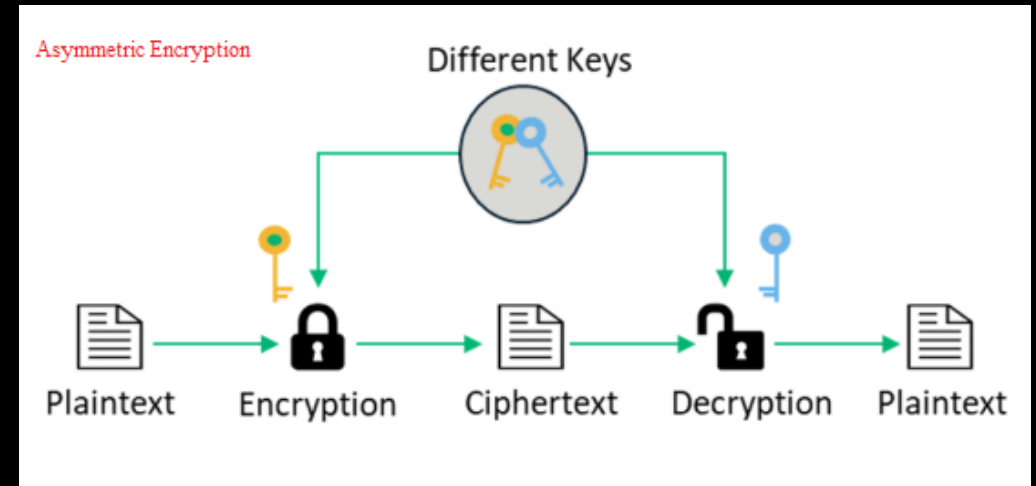 Asymmetric Encryption
Different Keys
Plaintext
Encryption
Ciphertext
Decryption
Plaintext